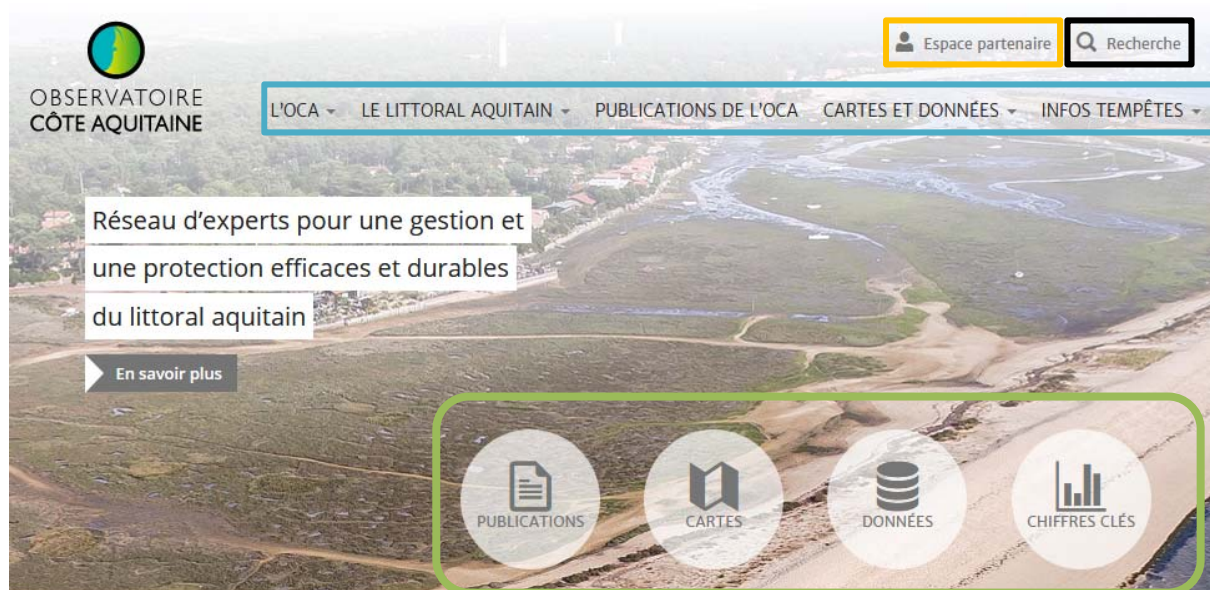 Espace partenaire
Recherche
OBSERVATOIRE
CÔTE AQUITAINE
L'OCA
LE LITTORAL AQUITAIN
PUBLICATIONS DE L'OCA
CARTES ET DONNÉES
INFOS TEMPÊTES
Réseau d'experts pour une gestion et
une protection efficaces et durables
du littoral aquitain
En savoir plus
PUBLICATIONS
CARTES
DONNÉES
CHIFFRES CLÉS